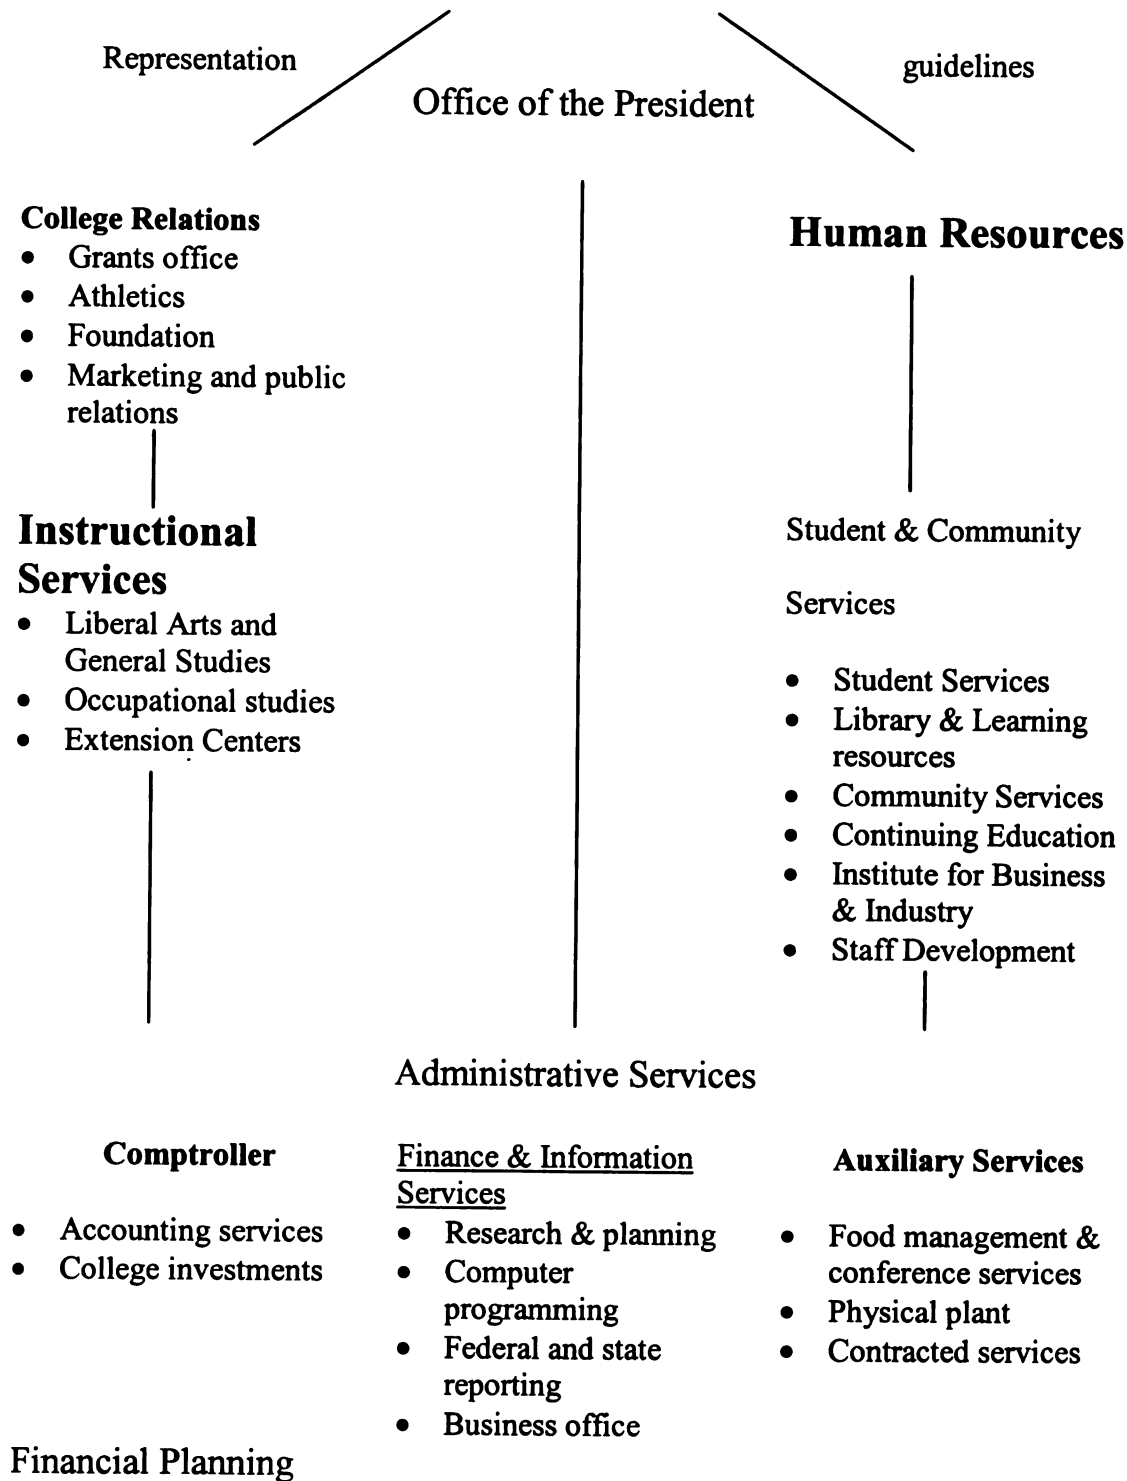 Representation
guidelines
Office of the President
College Relations
• Grants office
• Athletics
• Foundation
• Marketing and public
relations
Human Resources
Instructional
Services
• Liberal Arts and
General Studies
• Occupational studies
• Extension Centers
Student & Community
Services
• Student Services
• Library & Learning
resources
• Community Services
• Continuing Education
• Institute for Business
& Industry
• Staff Development
Administrative Services
Comptroller
• Accounting services
• College investments
Finance & Information
Services
• Research & planning
• Computer
programming
• Federal and state
reporting
• Business office
Auxiliary Services
• Food management &
conference services
• Physical plant
• Contracted services
Financial Planning